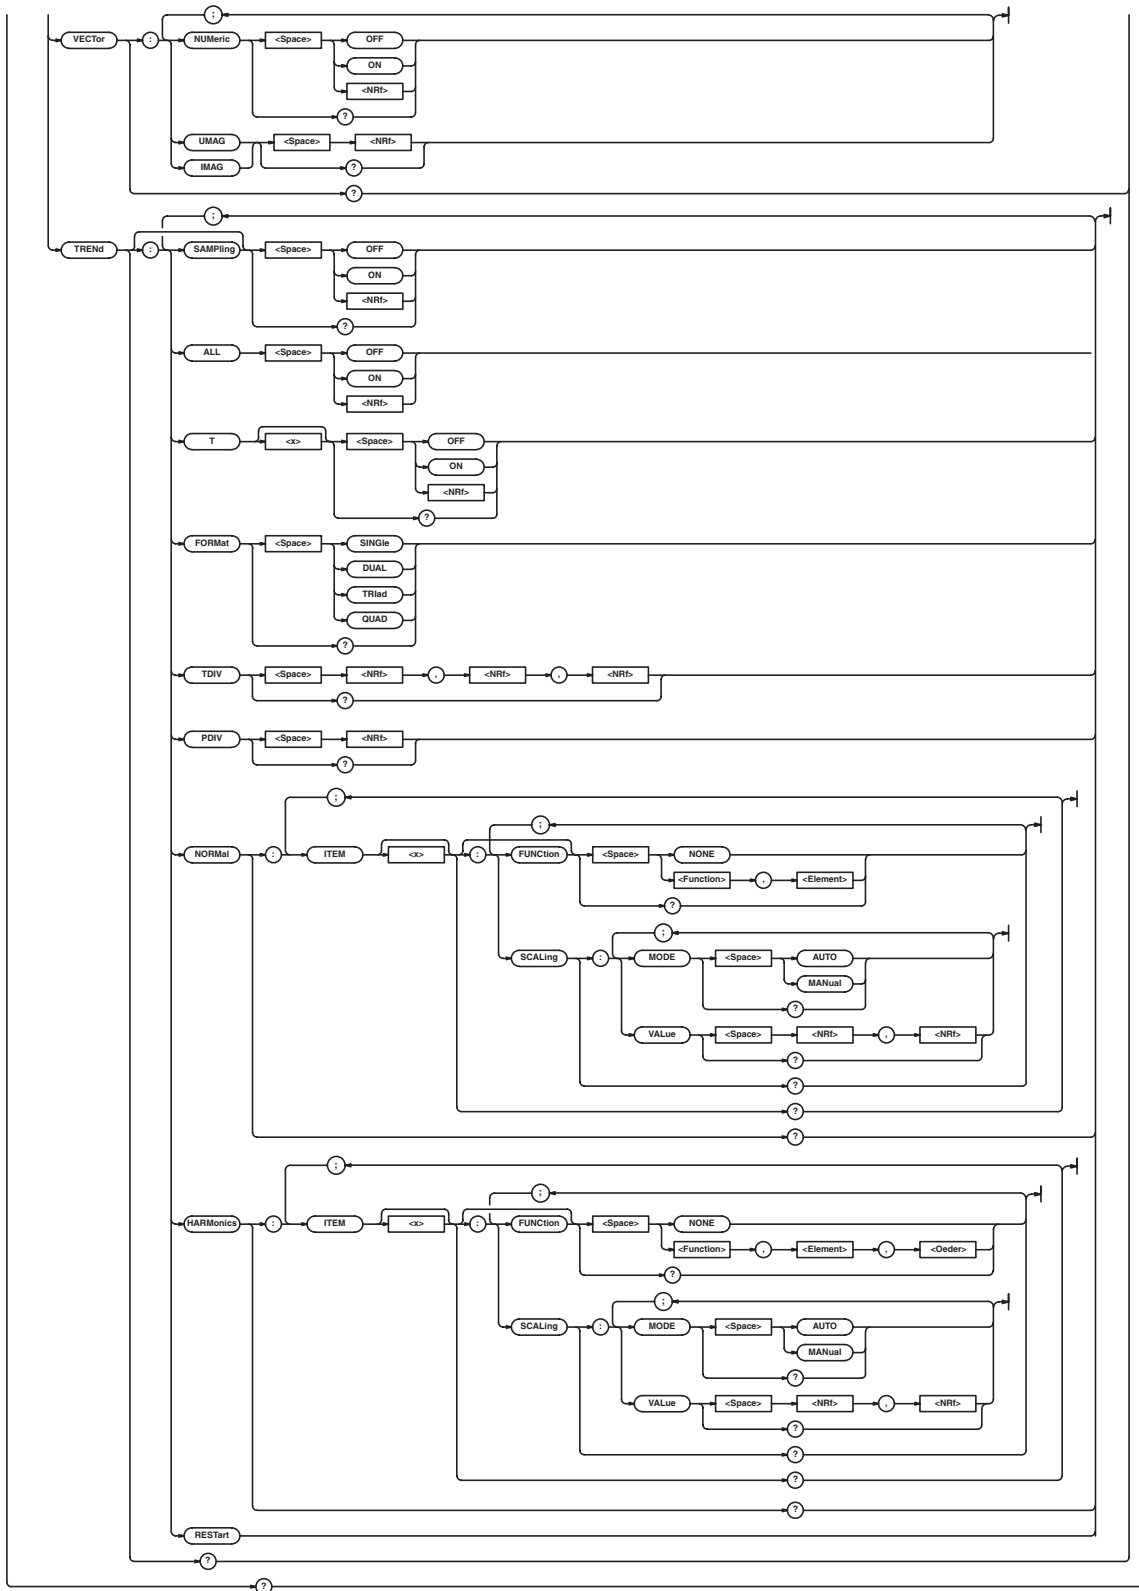 ;
VECTor : NUMeric <Space> OFF
ON
<NRf>
?
UMAG <Space> <NRf>
IMAG ?
?
;
TRENd : SAMPling <Space> OFF
ON
<NRf>
?
ALL <Space> OFF
ON
<NRf>
T <x> <Space> OFF
ON
<NRf>
?
FORMat <Space> SINGle
DUAL
TRIad
QUAD
?
TDIV <Space> <NRf> , <NRf> , <NRf>
?
PDIV <Space> <NRf>
?
;
;
NORMal : ITEM <x> : FUNCtion <Space> NONE
<Function> , <Element>
?
;
SCALing : MODE <Space> AUTO
MANual
?
VALue <Space> <NRf> , <NRf>
?
?
?
?
;
;
HARMonics : ITEM <x> : FUNCtion <Space> NONE
<Function> , <Element> , <Oeder>
?
;
SCALing : MODE <Space> AUTO
MANual
?
VALue <Space> <NRf> , <NRf>
?
?
?
?
RESTart
?
?